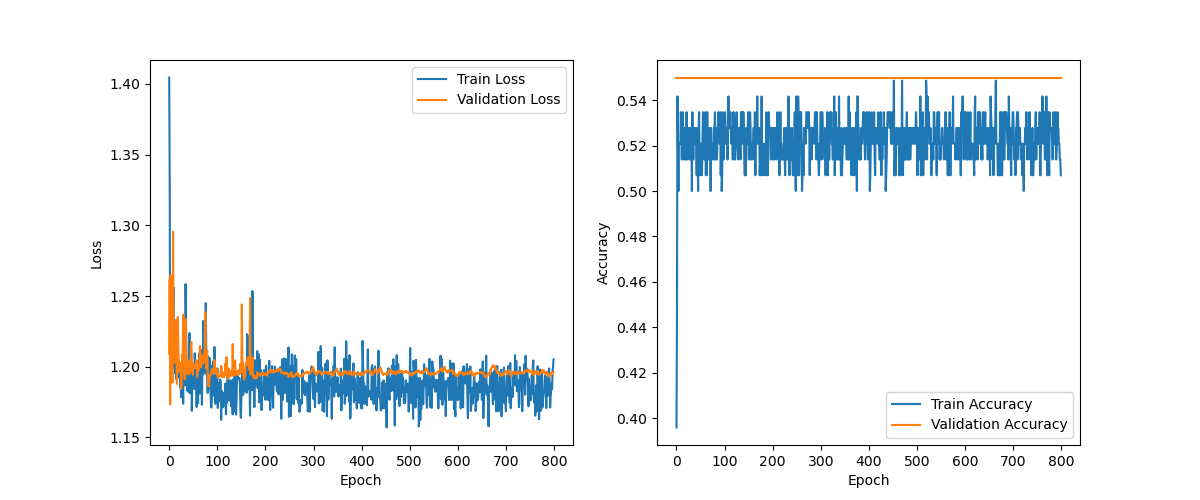 1.40
1.35
1.30
1.25
1.20
1.15
Loss
0 100 200 300 400 500 600 700 800
Epoch
Train Loss
Validation Loss
0.54
0.52
0.50
0.48
0.46
0.44
0.42
0.40
Accuracy
0 100 200 300 400 500 600 700 800
Epoch
Train Accuracy
Validation Accuracy